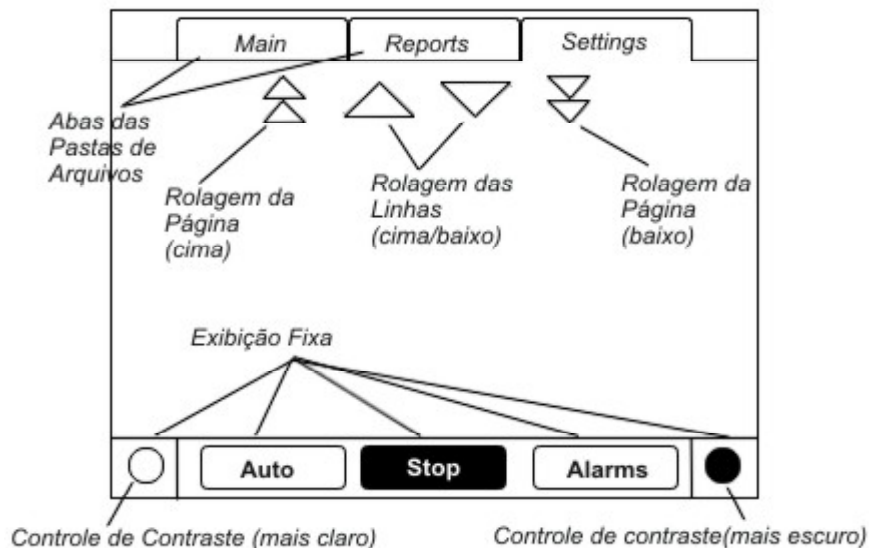 Main
Reports
Settings
Abas das
Pastas de
Arquivos
Rolagem da
Página
(cima)
Rolagem das
Linhas
(cima/baixo)
Rolagem da
Página
(baixo)
Exibição Fixa
Auto
Stop
Alarms
Controle de Contraste (mais claro)
Controle de contraste(mais escuro)